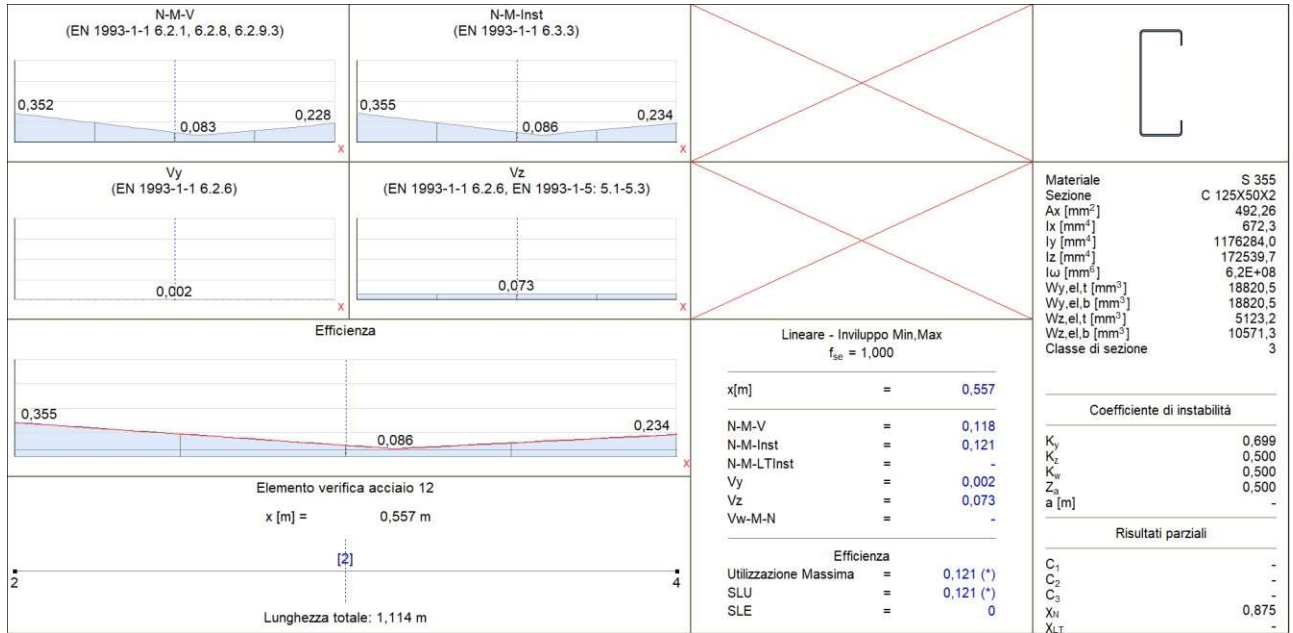 N-M-V
(EN 1993-1-1 6.2.1, 6.2.8, 6.2.9.3)
0,352
0,083
0,228
x
N-M-Inst
(EN 1993-1-1 6.3.3)
0,355
0,086
0,234
x
Vy
(EN 1993-1-1 6.2.6)
0,002
x
Vz
(EN 1993-1-1 6.2.6, EN 1993-1-5: 5.1-5.3)
0,073
x
Efficienza
0,355
0,086
0,234
x
Elemento verifica acciaio 12
x [m] = 0,557 m
[2]
2 4
Lunghezza totale: 1,114 m
Lineare - Inviluppo Min,Max
fse = 1,000
x[m] = 0,557
N-M-V = 0,118
N-M-Inst = 0,121
N-M-LTInst = -
Vy = 0,002
Vz = 0,073
Vw-M-N = -
Efficienza
Utilizzazione Massima = 0,121 (*)
SLU = 0,121 (*)
SLE = 0
Materiale S 355
Sezione C 125X50X2
Ax [mm²] 492,26
Ix [mm⁴] 672,3
Iy [mm⁴] 1176284,0
Iz [mm⁴] 172539,7
Iω [mm⁶] 6,2E+08
Wy,el,t [mm³] 18820,5
Wy,el,b [mm³] 18820,5
Wz,el,t [mm³] 5123,2
Wz,el,b [mm³] 10571,3
Classe di sezione 3
Coefficiente di instabilità
Ky 0,699
Kz 0,500
Kw 0,500
Za 0,500
a [m] -
Risultati parziali
C1 -
C2 -
C3 -
χN 0,875
χLT -